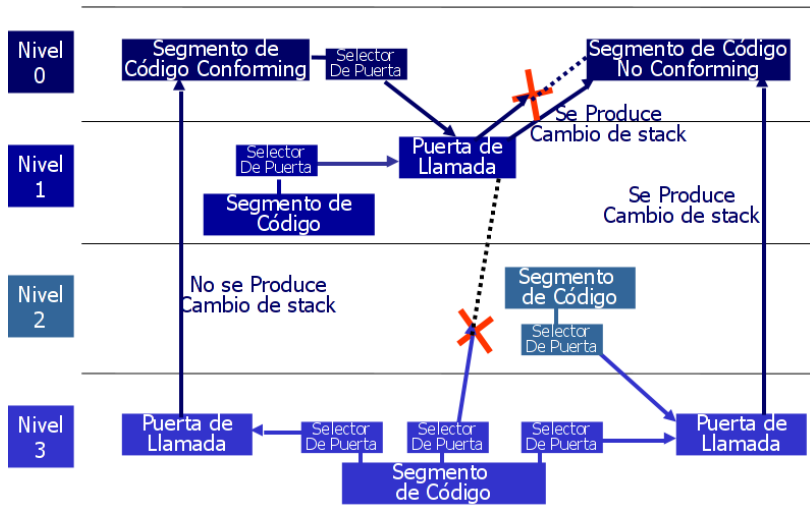 Nivel
0
Segmento de
Código Conforming
Selector
De Puerta
Segmento de Código
No Conforming
Se Produce
Cambio de stack
Nivel
1
Selector
De Puerta
Segmento de
Código
Puerta de
Llamada
Se Produce
Cambio de stack
Nivel
2
No se Produce
Cambio de stack
Segmento
de Código
Selector
De Puerta
Nivel
3
Puerta de
Llamada
Selector
De Puerta
Selector
De Puerta
Selector
De Puerta
Puerta de
Llamada
Segmento
de Código